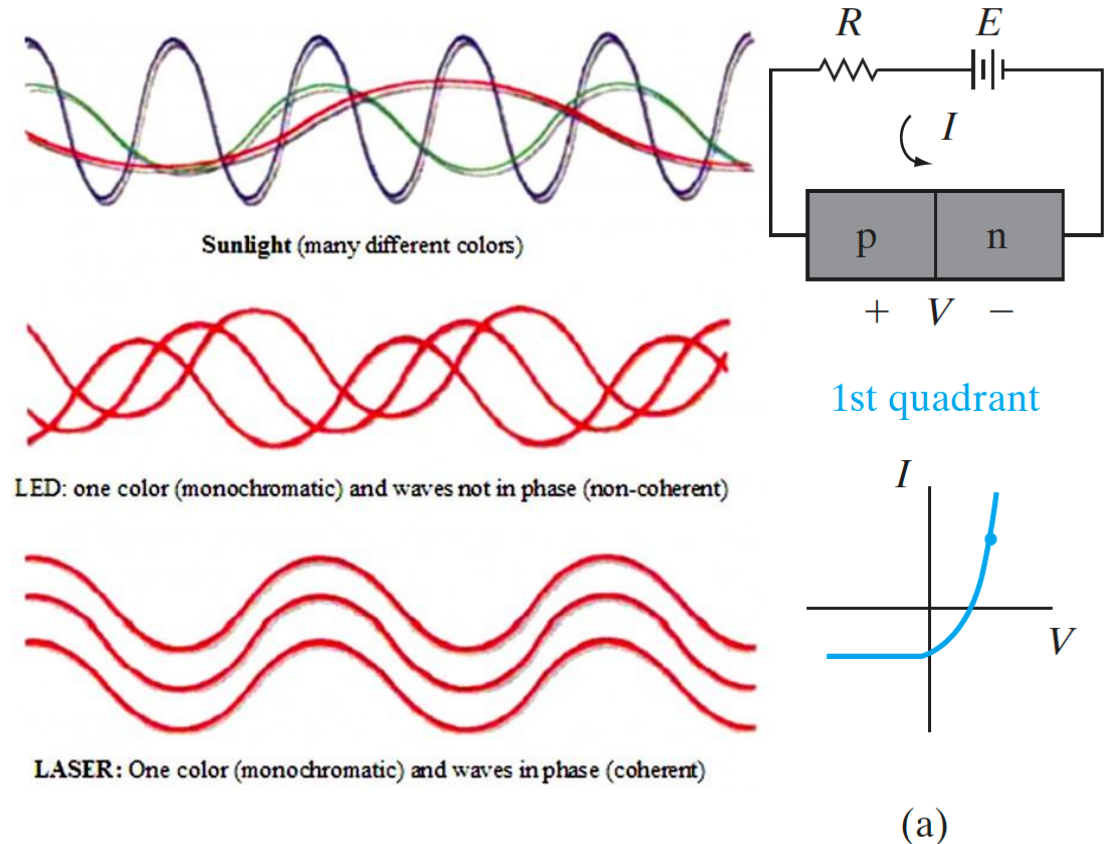 Sunlight (many different colors)
LED: one color (monochromatic) and waves not in phase (non-coherent)
LASER: One color (monochromatic) and waves in phase (coherent)
R E
I
p n
+ V −
1st quadrant
I
V
(a)